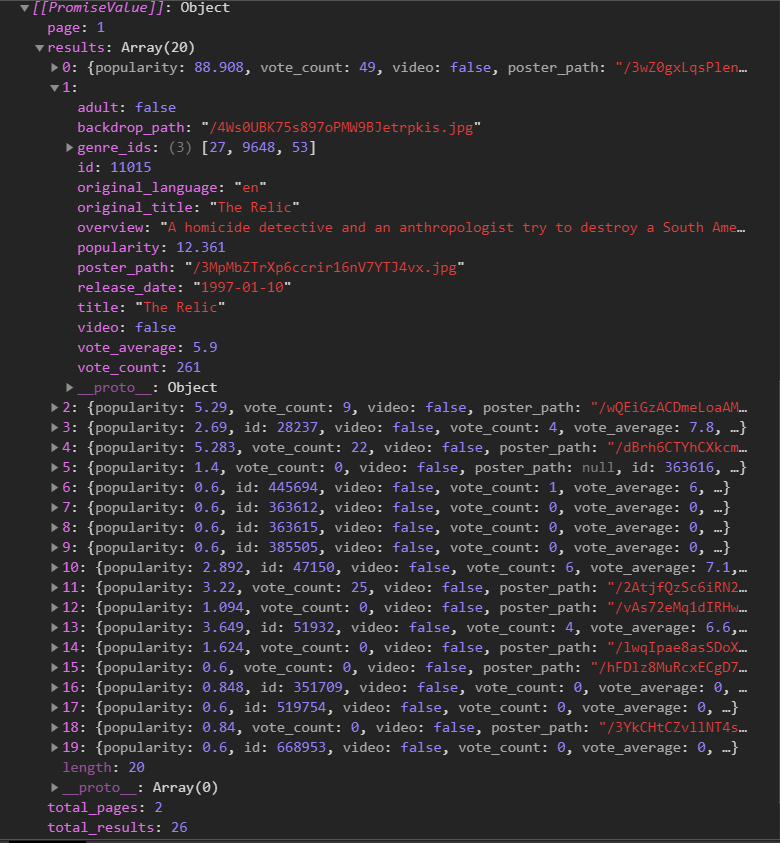 [[PromiseValue]]: Object
page: 1
results: Array(20)
0: {popularity: 88.908, vote_count: 49, video: false, poster_path: "/3wZ0gxLqsPlen…
1:
adult: false
backdrop_path: "/4Ws0UBK75s897oPMW9BJetrpkis.jpg"
genre_ids: (3) [27, 9648, 53]
id: 11015
original_language: "en"
original_title: "The Relic"
overview: "A homicide detective and an anthropologist try to destroy a South Ame…
popularity: 12.361
poster_path: "/3MpMbZTrXp6ccrir16nV7YTJ4vx.jpg"
release_date: "1997-01-10"
title: "The Relic"
video: false
vote_average: 5.9
vote_count: 261
__proto__: Object
2: {popularity: 5.29, vote_count: 9, video: false, poster_path: "/wQEiGzACDmeLoaAM…
3: {popularity: 2.69, id: 28237, video: false, vote_count: 4, vote_average: 7.8, …}
4: {popularity: 5.283, vote_count: 22, video: false, poster_path: "/dBrh6CTYhCXkcm…
5: {popularity: 1.4, vote_count: 0, video: false, poster_path: null, id: 363616, …}
6: {popularity: 0.6, id: 445694, video: false, vote_count: 1, vote_average: 6, …}
7: {popularity: 0.6, id: 363612, video: false, vote_count: 0, vote_average: 0, …}
8: {popularity: 0.6, id: 363615, video: false, vote_count: 0, vote_average: 0, …}
9: {popularity: 0.6, id: 385505, video: false, vote_count: 0, vote_average: 0, …}
10: {popularity: 2.892, id: 47150, video: false, vote_count: 6, vote_average: 7.1,…
11: {popularity: 3.22, vote_count: 25, video: false, poster_path: "/2AtjfQzSc6iRN2…
12: {popularity: 1.094, vote_count: 0, video: false, poster_path: "/vAs72eMq1dIRHw…
13: {popularity: 3.649, id: 51932, video: false, vote_count: 4, vote_average: 6.6,…
14: {popularity: 1.624, vote_count: 0, video: false, poster_path: "/lwqIpae8asSDoX…
15: {popularity: 0.6, vote_count: 0, video: false, poster_path: "/hFDlz8MuRcxECgD7…
16: {popularity: 0.848, id: 351709, video: false, vote_count: 0, vote_average: 0, …
17: {popularity: 0.6, id: 519754, video: false, vote_count: 0, vote_average: 0, …}
18: {popularity: 0.84, vote_count: 0, video: false, poster_path: "/3YkCHtCZvllNT4s…
19: {popularity: 0.6, id: 668953, video: false, vote_count: 0, vote_average: 0, …}
length: 20
__proto__: Array(0)
total_pages: 2
total_results: 26